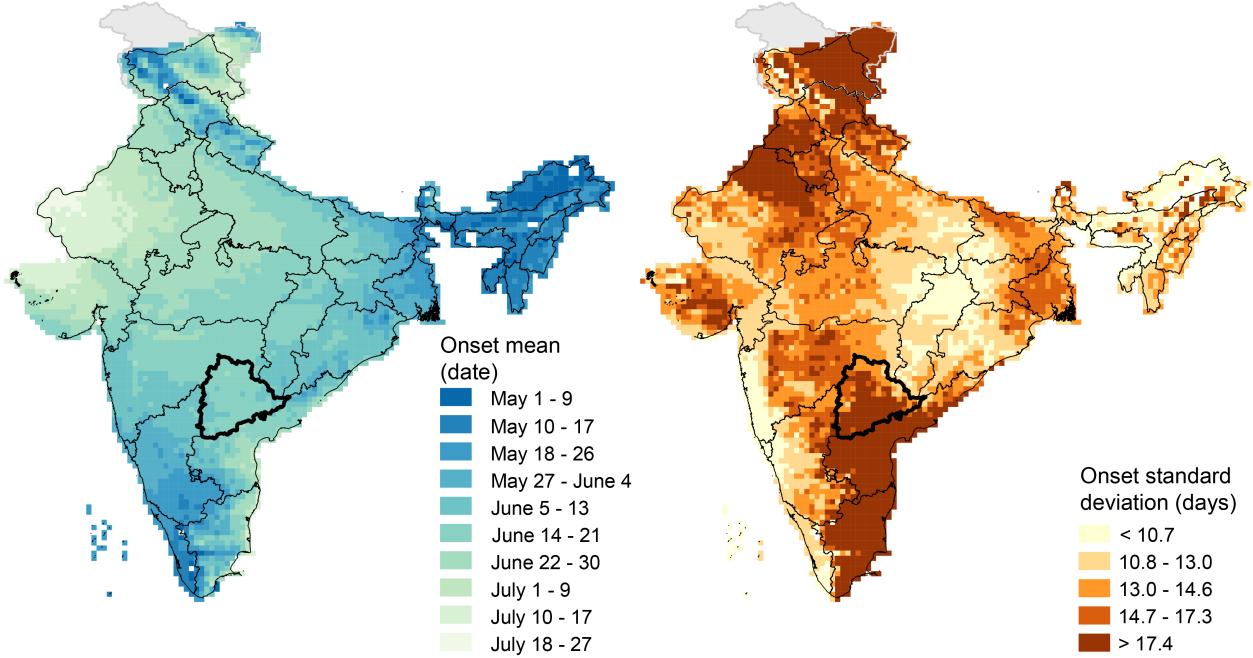 Onset mean
(date)
May 1 - 9
May 10 - 17
May 18 - 26
May 27 - June 4
June 5 - 13
June 14 - 21
June 22 - 30
July 1 - 9
July 10 - 17
July 18 - 27
Onset standard
deviation (days)
< 10.7
10.8 - 13.0
13.0 - 14.6
14.7 - 17.3
> 17.4